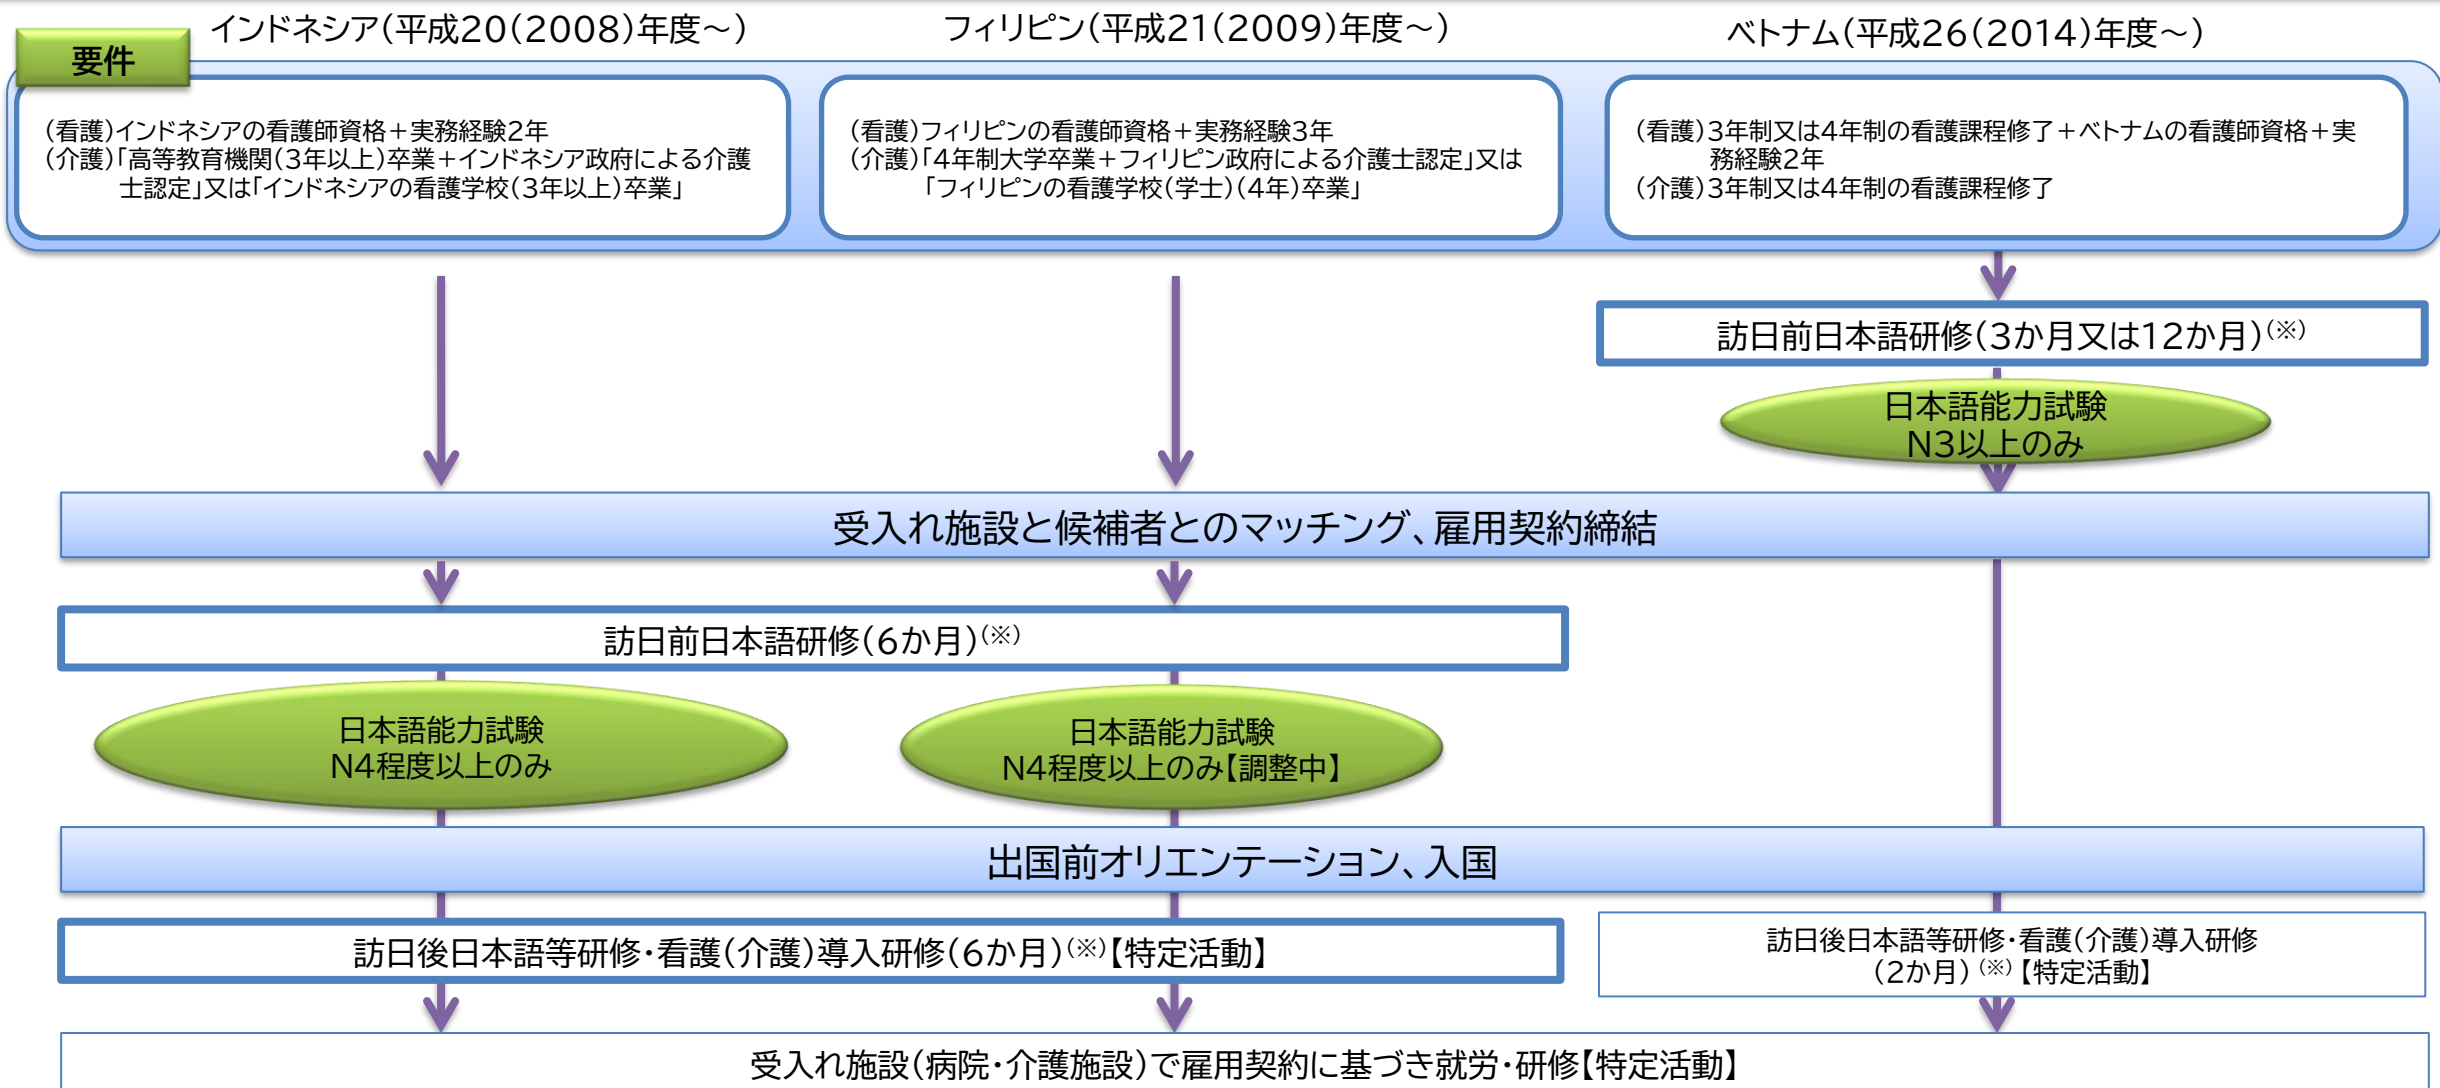 インドネシア(平成20(2008)年度～)
フィリピン(平成21(2009)年度～)
ベトナム(平成26(2014)年度～)
要件
(看護)インドネシアの看護師資格＋実務経験2年
(介護)「高等教育機関(3年以上)卒業＋インドネシア政府による介護
士認定」又は「インドネシアの看護学校(3年以上)卒業」
(看護)フィリピンの看護師資格＋実務経験3年
(介護)「4年制大学卒業＋フィリピン政府による介護士認定」又は
「フィリピンの看護学校(学士)(4年)卒業」
(看護)3年制又は4年制の看護課程修了＋ベトナムの看護師資格＋実
務経験2年
(介護)3年制又は4年制の看護課程修了
訪日前日本語研修(3か月又は12か月)(※)
日本語能力試験
N3以上のみ
受入れ施設と候補者とのマッチング、雇用契約締結
訪日前日本語研修(6か月)(※)
日本語能力試験
N4程度以上のみ
日本語能力試験
N4程度以上のみ【調整中】
出国前オリエンテーション、入国
訪日後日本語等研修・看護(介護)導入研修(6か月)(※)【特定活動】
訪日後日本語等研修・看護(介護)導入研修
(2か月)(※)【特定活動】
受入れ施設(病院・介護施設)で雇用契約に基づき就労・研修【特定活動】